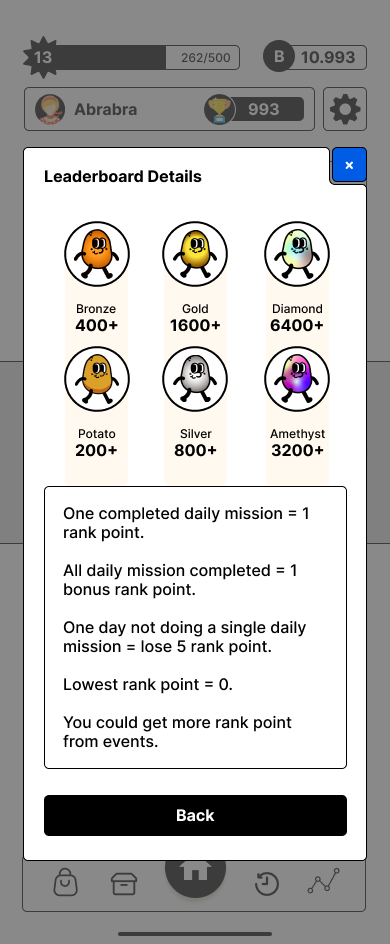 13
262/500
B
10.993
Abrabra
993
Leaderboard Details
×
Bronze
400+
Gold
1600+
Diamond
6400+
Potato
200+
Silver
800+
Amethyst
3200+
One completed daily mission = 1
rank point.
All daily mission completed = 1
bonus rank point.
One day not doing a single daily
mission = lose 5 rank point.
Lowest rank point = 0.
You could get more rank point
from events.
Back